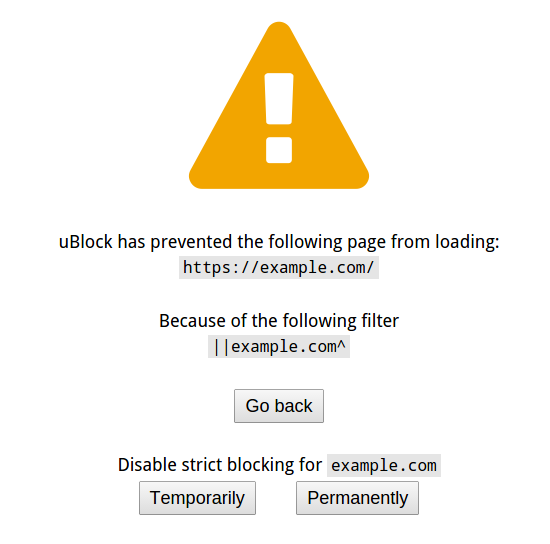 uBlock has prevented the following page from loading:
https://example.com/
Because of the following filter
||example.com^
Go back
Disable strict blocking for example.com
Temporarily Permanently